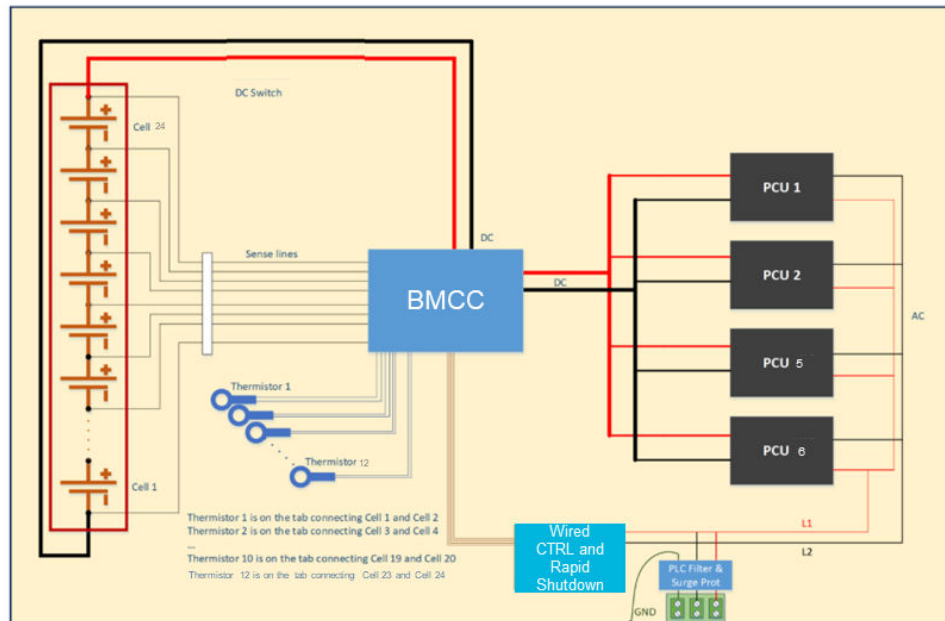 DC Switch
Cell 24
Sense lines
DC
BMCC
DC
PCU 1
PCU 2
AC
PCU 5
PCU 6
Thermistor 1
Thermistor 12
Cell 1
Thermistor 1 is on the tab connecting Cell 1 and Cell 2
Thermistor 2 is on the tab connecting Cell 3 and Cell 4
...
Thermistor 10 is on the tab connecting Cell 19 and Cell 20
Thermistor 12 is on the tab connecting Cell 23 and Cell 24
Wired
CTRL and
Rapid
Shutdown
L1
L2
PLC Filter &
Surge Prot
GND